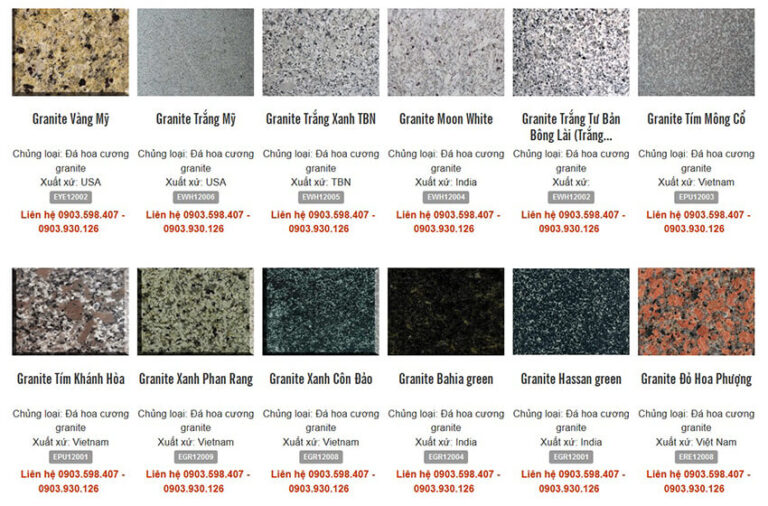 Granite Vàng Mỹ
Chủng loại: Đá hoa cương
granite
Xuất xứ: USA
EYE12002
Liên hệ 0903.598.407 -
0903.930.126
Granite Trắng Mỹ
Chủng loại: Đá hoa cương
granite
Xuất xứ: USA
EWH12006
Liên hệ 0903.598.407 -
0903.930.126
Granite Trắng Xanh TBN
Chủng loại: Đá hoa cương
granite
Xuất xứ: TBN
EWH12005
Liên hệ 0903.598.407 -
0903.930.126
Granite Moon White
Chủng loại: Đá hoa cương
granite
Xuất xứ: India
EWH12004
Liên hệ 0903.598.407 -
0903.930.126
Granite Trắng Tư Bản
Bông Lài (Trắng...
Chủng loại: Đá hoa cương
granite
Xuất xứ:
EWH12002
Liên hệ 0903.598.407 -
0903.930.126
Granite Tím Mông Cổ
Chủng loại: Đá hoa cương
granite
Xuất xứ: Vietnam
EPU12003
Liên hệ 0903.598.407 -
0903.930.126
Granite Tím Khánh Hòa
Chủng loại: Đá hoa cương
granite
Xuất xứ: Vietnam
EPU12001
Liên hệ 0903.598.407 -
0903.930.126
Granite Xanh Phan Rang
Chủng loại: Đá hoa cương
granite
Xuất xứ: Vietnam
EGR12009
Liên hệ 0903.598.407 -
0903.930.126
Granite Xanh Côn Đảo
Chủng loại: Đá hoa cương
granite
Xuất xứ: Vietnam
EGR12008
Liên hệ 0903.598.407 -
0903.930.126
Granite Bahia green
Chủng loại: Đá hoa cương
granite
Xuất xứ: India
EGR12004
Liên hệ 0903.598.407 -
0903.930.126
Granite Hassan green
Chủng loại: Đá hoa cương
granite
Xuất xứ: India
EGR12001
Liên hệ 0903.598.407 -
0903.930.126
Granite Đỏ Hoa Phượng
Chủng loại: Đá hoa cương
granite
Xuất xứ: Việt Nam
ERE12008
Liên hệ 0903.598.407 -
0903.930.126